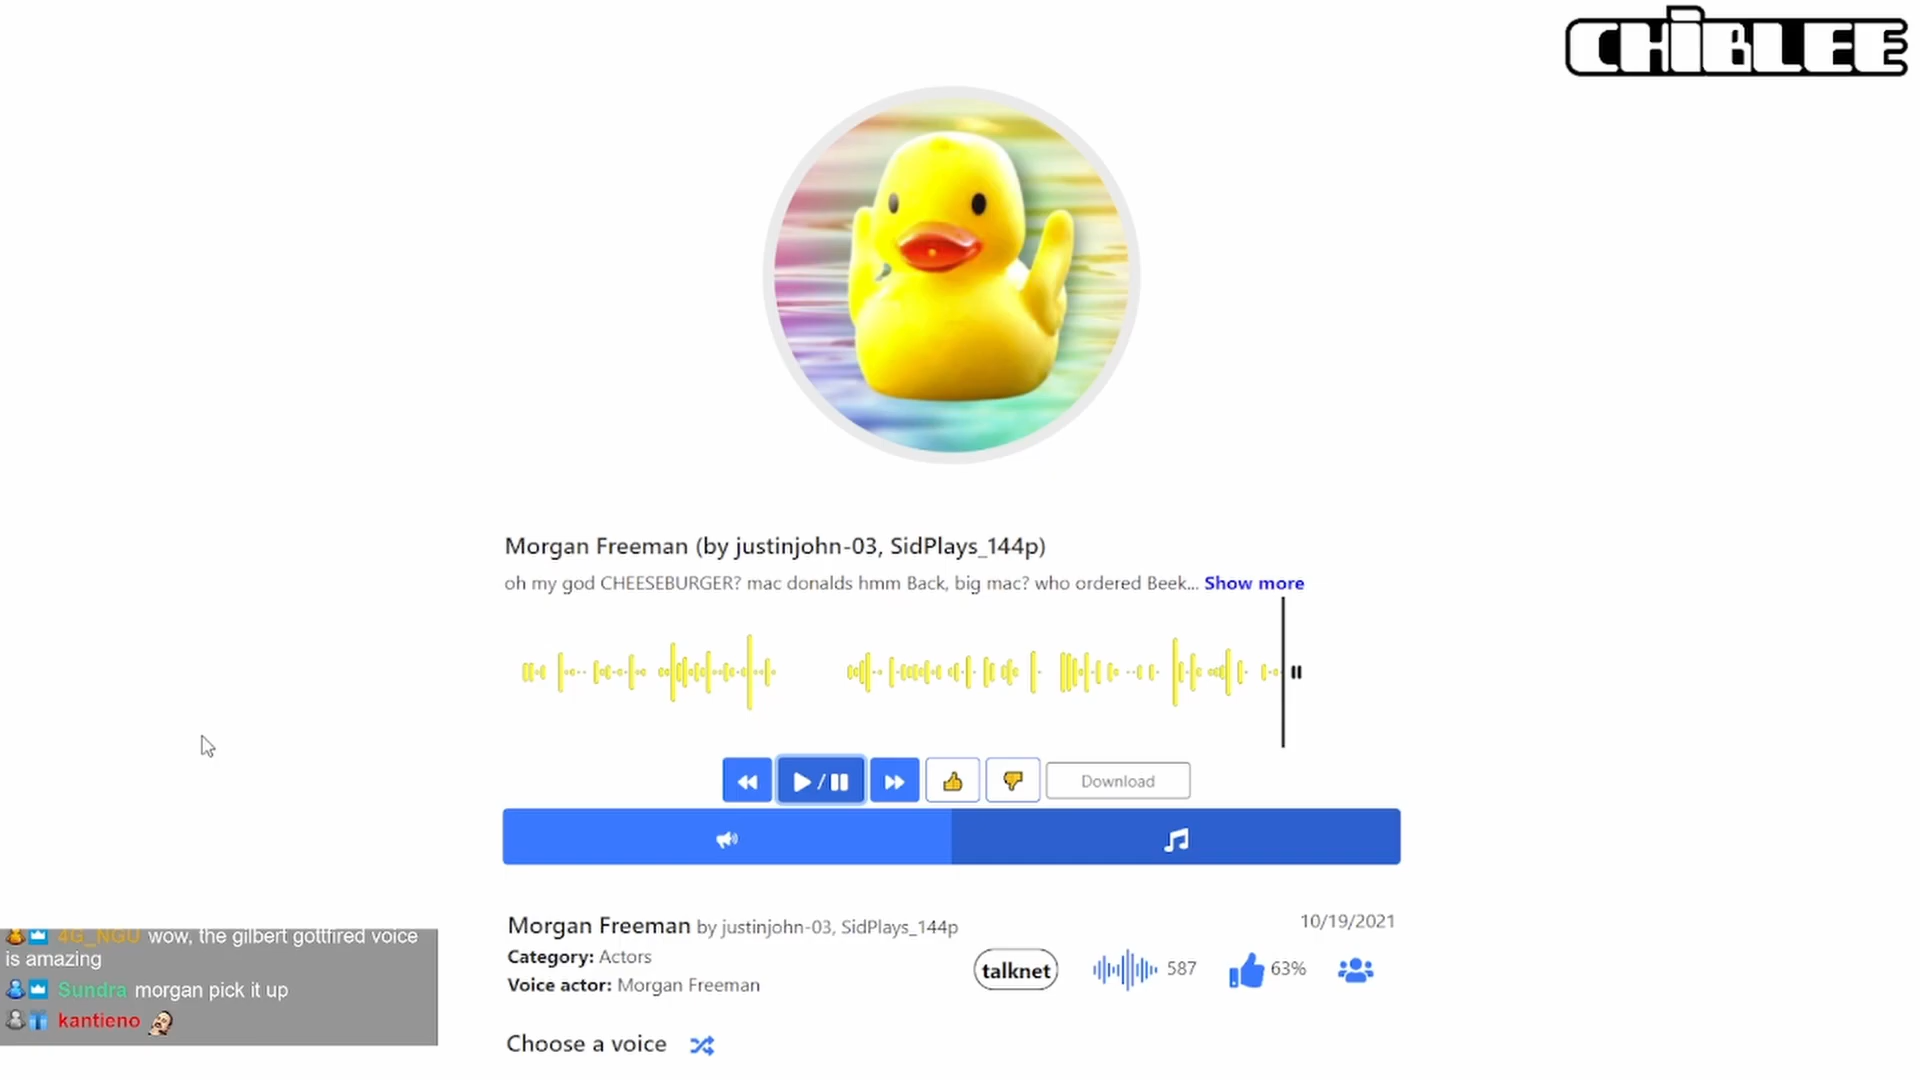 CHiBLEE
Morgan Freeman (by justinjohn-03, SidPlays_144p)
oh my god CHEESEBURGER? mac donalds hmm Back, big mac? who ordered Beek... Show more
Download
Morgan Freeman by justinjohn-03, SidPlays_144p
10/19/2021
Category: Actors
talknet
587
63%
Voice actor: Morgan Freeman
Choose a voice
4G_NGU wow, the gilbert gottfired voice
is amazing
Sundra morgan pick it up
kantieno